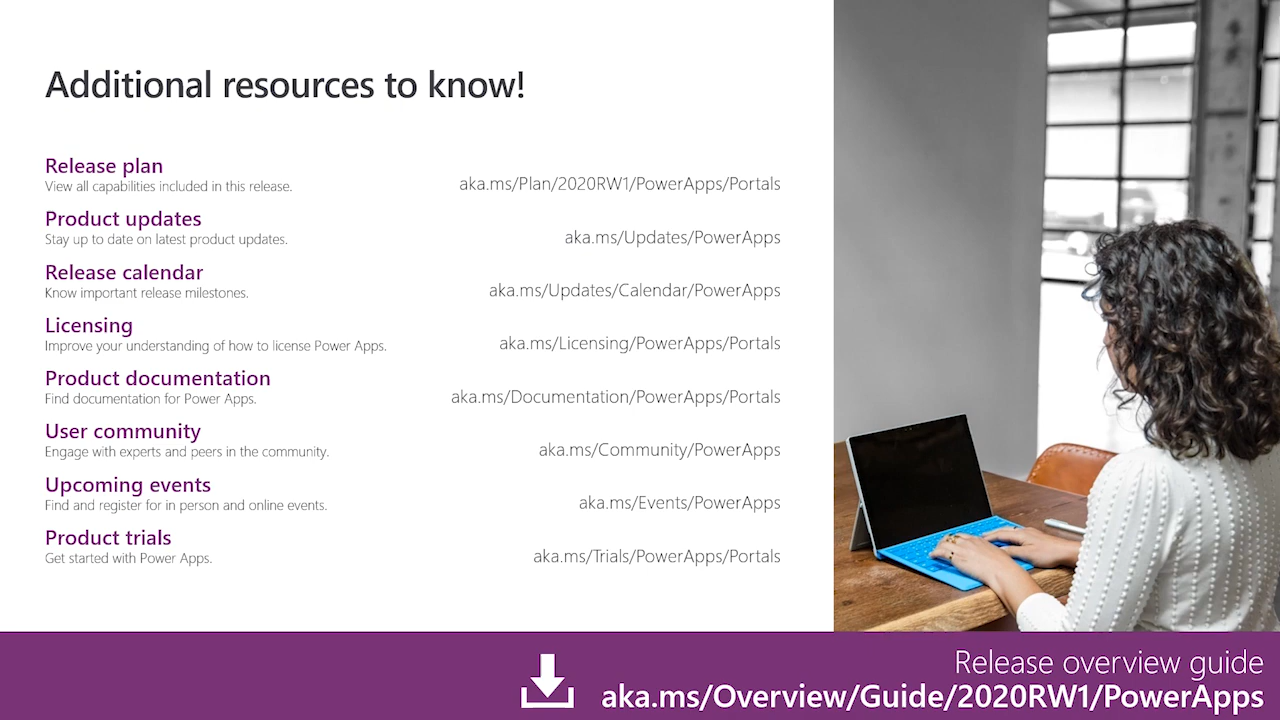 Additional resources to know!
Release plan
View all capabilities included in this release.
aka.ms/Plan/2020RW1/PowerApps/Portals
Product updates
Stay up to date on latest product updates.
aka.ms/Updates/PowerApps
Release calendar
Know important release milestones.
aka.ms/Updates/Calendar/PowerApps
Licensing
Improve your understanding of how to license Power Apps.
aka.ms/Licensing/PowerApps/Portals
Product documentation
Find documentation for Power Apps.
aka.ms/Documentation/PowerApps/Portals
User community
Engage with experts and peers in the community.
aka.ms/Community/PowerApps
Upcoming events
Find and register for in person and online events.
aka.ms/Events/PowerApps
Product trials
Get started with Power Apps.
aka.ms/Trials/PowerApps/Portals
Release overview guide
aka.ms/Overview/Guide/2020RW1/PowerApps